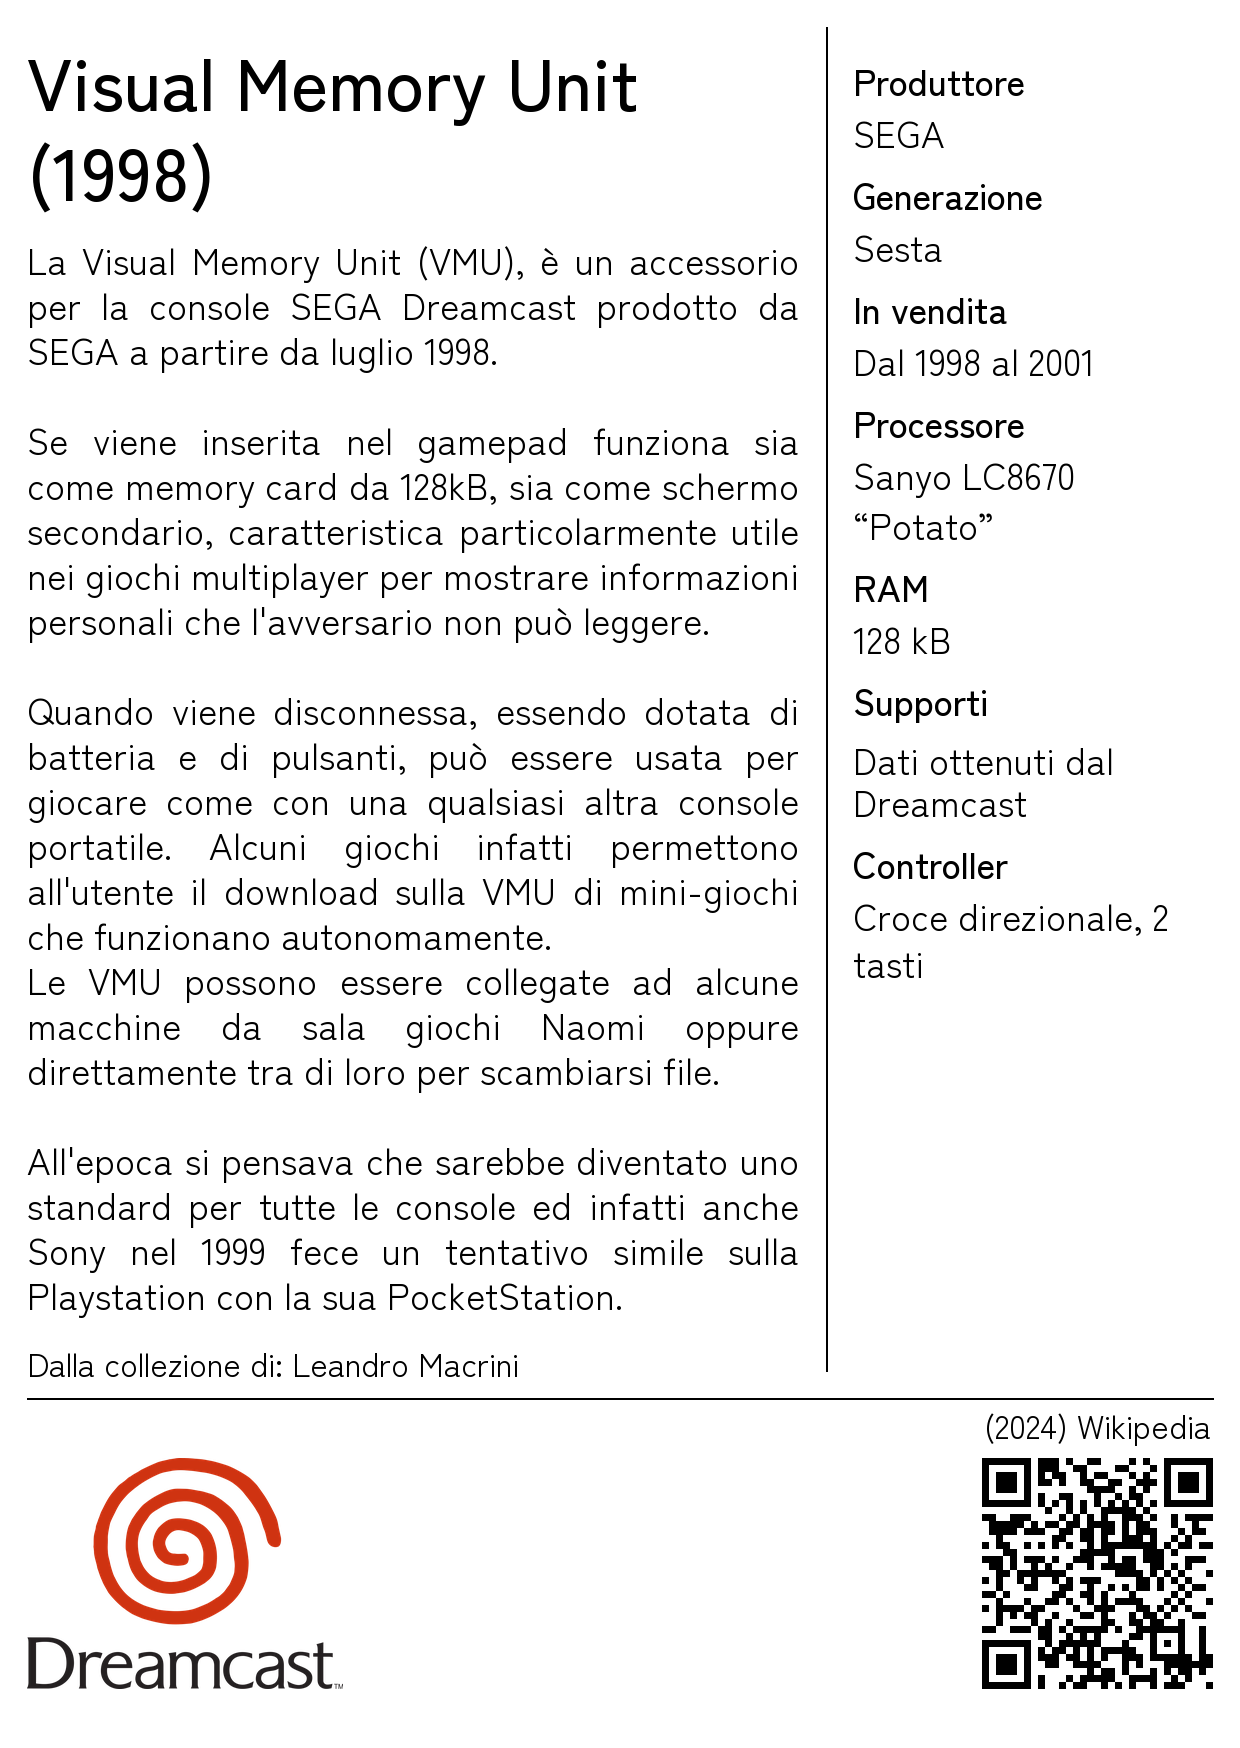 Visual Memory Unit
(1998)
La Visual Memory Unit (VMU), è un accessorio
per la console SEGA Dreamcast prodotto da
SEGA a partire da luglio 1998.
Se viene inserita nel gamepad funziona sia
come memory card da 128kB, sia come schermo
secondario, caratteristica particolarmente utile
nei giochi multiplayer per mostrare informazioni
personali che l'avversario non può leggere.
Quando viene disconnessa, essendo dotata di
batteria e di pulsanti, può essere usata per
giocare come con una qualsiasi altra console
portatile. Alcuni giochi infatti permettono
all'utente il download sulla VMU di mini-giochi
che funzionano autonomamente.
Le VMU possono essere collegate ad alcune
macchine da sala giochi Naomi oppure
direttamente tra di loro per scambiarsi file.
All'epoca si pensava che sarebbe diventato uno
standard per tutte le console ed infatti anche
Sony nel 1999 fece un tentativo simile sulla
Playstation con la sua PocketStation.
Dalla collezione di: Leandro Macrini
Produttore
SEGA
Generazione
Sesta
In vendita
Dal 1998 al 2001
Processore
Sanyo LC8670
“Potato”
RAM
128 kB
Supporti
Dati ottenuti dal
Dreamcast
Controller
Croce direzionale, 2
tasti
(2024) Wikipedia
Dreamcast™